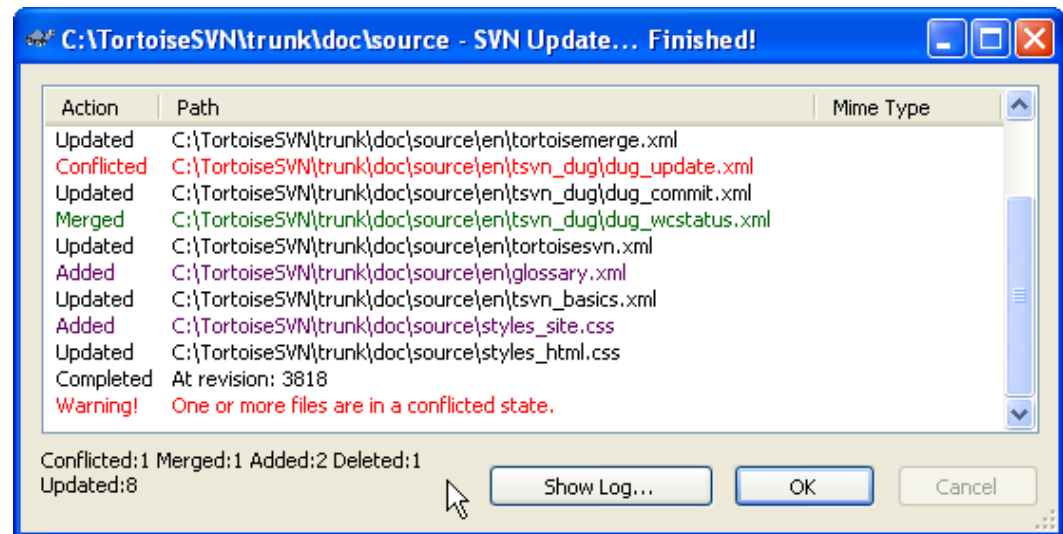 C:\TortoiseSVN\trunk\doc\source - SVN Update... Finished!
Action Path Mime Type
Updated C:\TortoiseSVN\trunk\doc\source\en\tortoisemerge.xml
Conflicted C:\TortoiseSVN\trunk\doc\source\en\tsvn_dug\dug_update.xml
Updated C:\TortoiseSVN\trunk\doc\source\en\tsvn_dug\dug_commit.xml
Merged C:\TortoiseSVN\trunk\doc\source\en\tsvn_dug\dug_wcstatus.xml
Updated C:\TortoiseSVN\trunk\doc\source\en\tortoisesvn.xml
Added C:\TortoiseSVN\trunk\doc\source\en\glossary.xml
Updated C:\TortoiseSVN\trunk\doc\source\en\tsvn_basics.xml
Added C:\TortoiseSVN\trunk\doc\source\styles_site.css
Updated C:\TortoiseSVN\trunk\doc\source\styles_html.css
Completed At revision: 3818
Warning! One or more files are in a conflicted state.
Conflicted:1 Merged:1 Added:2 Deleted:1
Updated:8
Show Log... OK Cancel